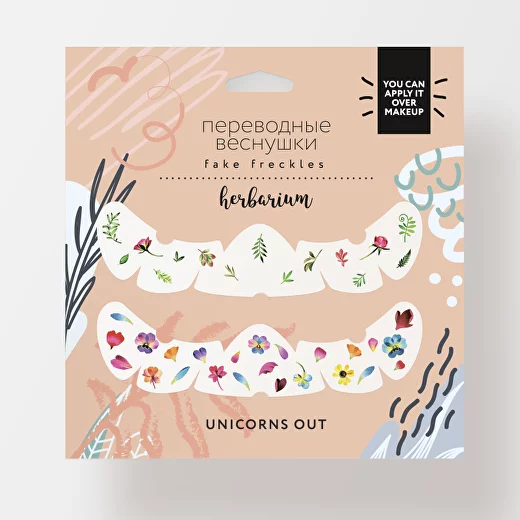 YOU CAN
APPLY IT
OVER
MAKEUP
переводные
веснушки
fake freckles
herbarium
UNICORNS OUT